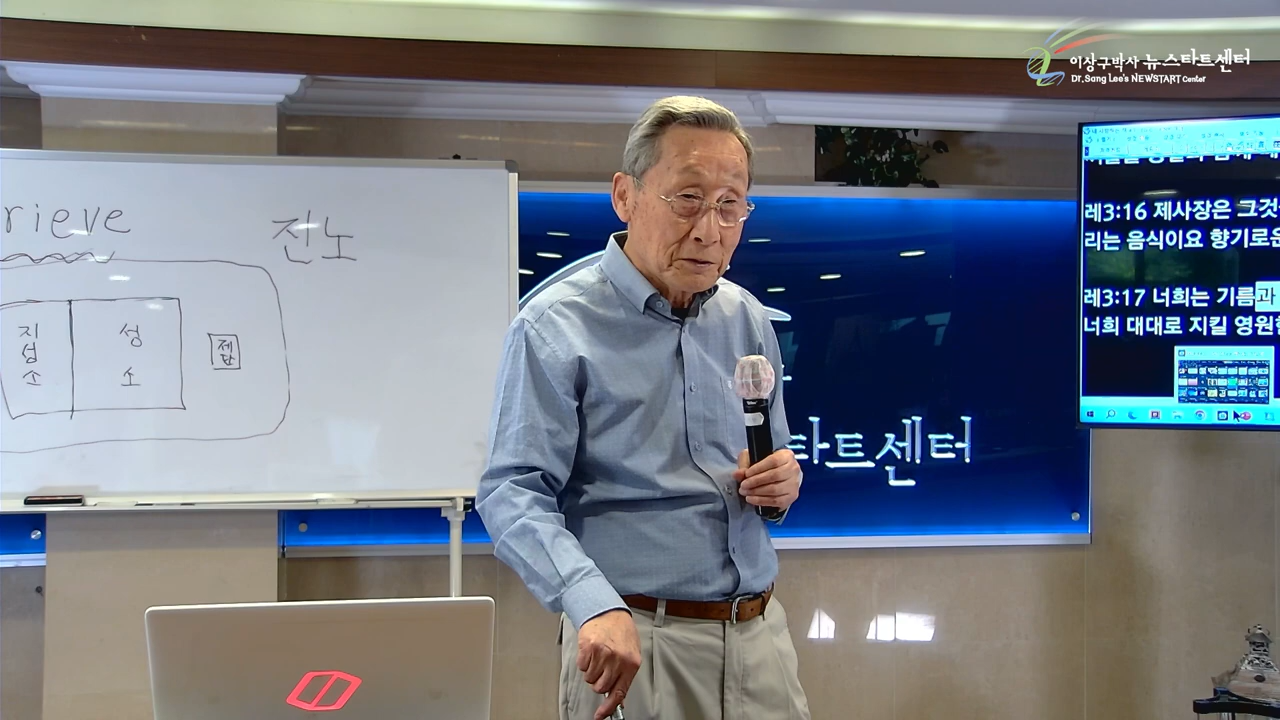 이상구박사 뉴스타트센터
Dr. Sang Lee's NEWSTART Center
rieve
진노
지성소
성소
제단
타트센터
레3:16 제사장은 그것
리는 음식이요 향기로운
레3:17 너희는 기름과
너희 대대로 지킬 영원한